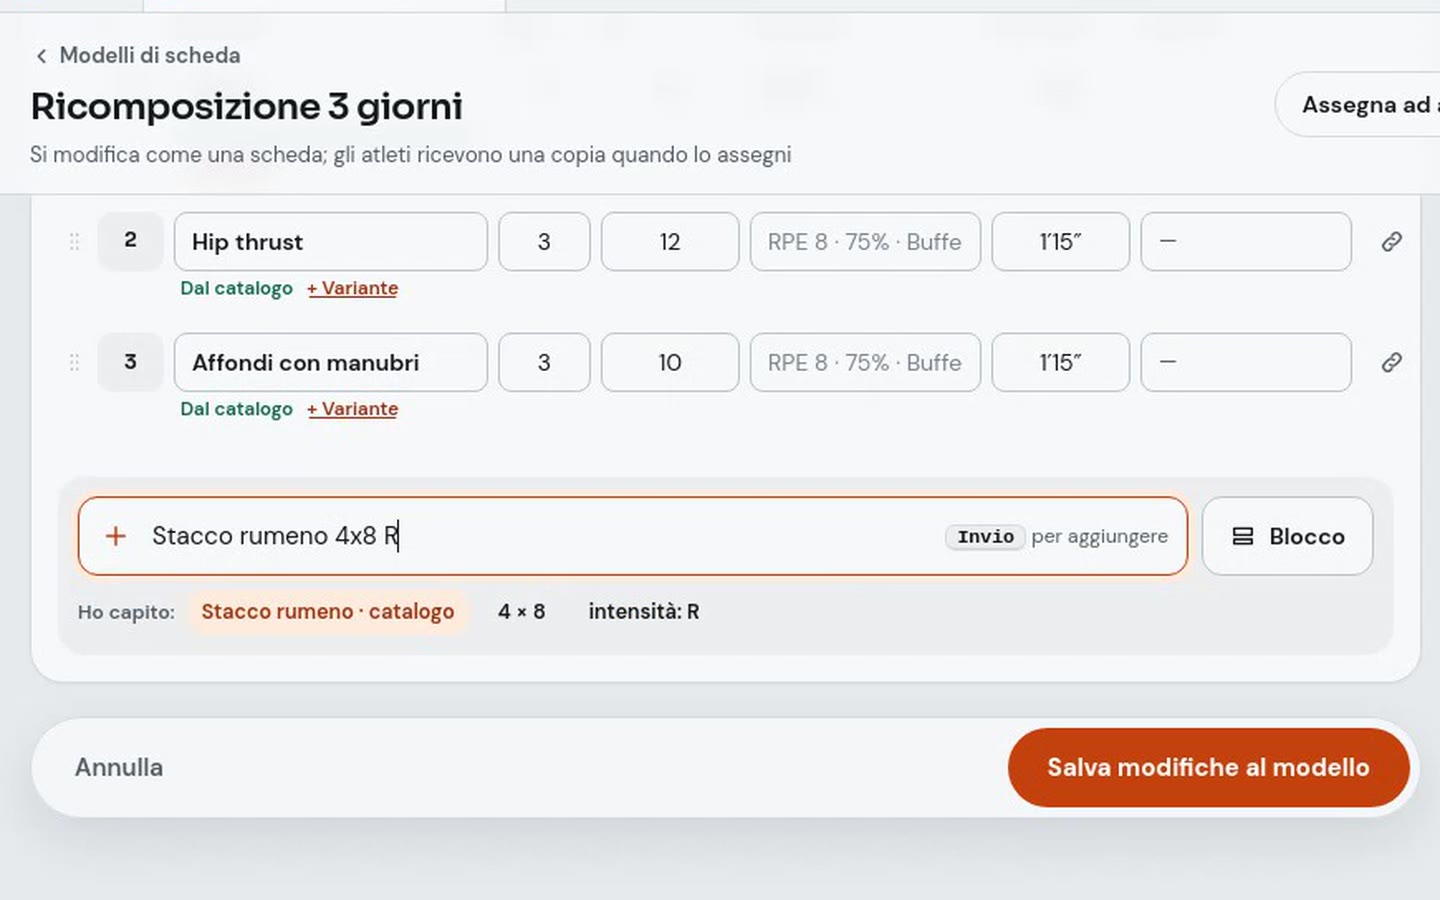 Modelli di scheda
Ricomposizione 3 giorni
Si modifica come una scheda; gli atleti ricevono una copia quando lo assegni
Assegna ad a
2 Hip thrust 3 12 RPE 8 · 75% · Buffe 1′15″ —
Dal catalogo + Variante
3 Affondi con manubri 3 10 RPE 8 · 75% · Buffe 1′15″ —
Dal catalogo + Variante
Stacco rumeno 4x8 R Invio per aggiungere Blocco
Ho capito: Stacco rumeno · catalogo 4 × 8 intensità: R
Annulla Salva modifiche al modello